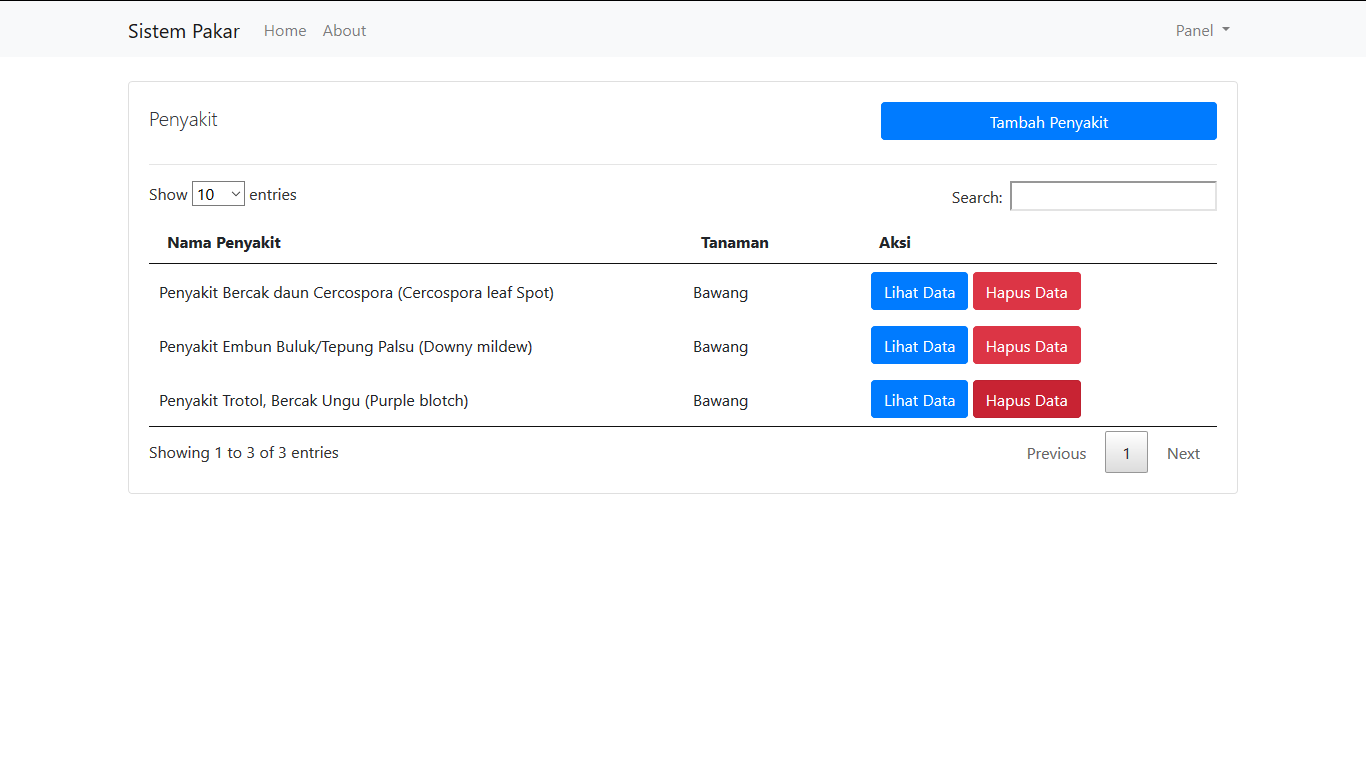 Sistem Pakar Home About Panel
Penyakit Tambah Penyakit
Show 10 entries Search:
Nama Penyakit Tanaman Aksi
Penyakit Bercak daun Cercospora (Cercospora leaf Spot) Bawang Lihat Data Hapus Data
Penyakit Embun Buluk/Tepung Palsu (Downy mildew) Bawang Lihat Data Hapus Data
Penyakit Trotol, Bercak Ungu (Purple blotch) Bawang Lihat Data Hapus Data
Showing 1 to 3 of 3 entries Previous 1 Next